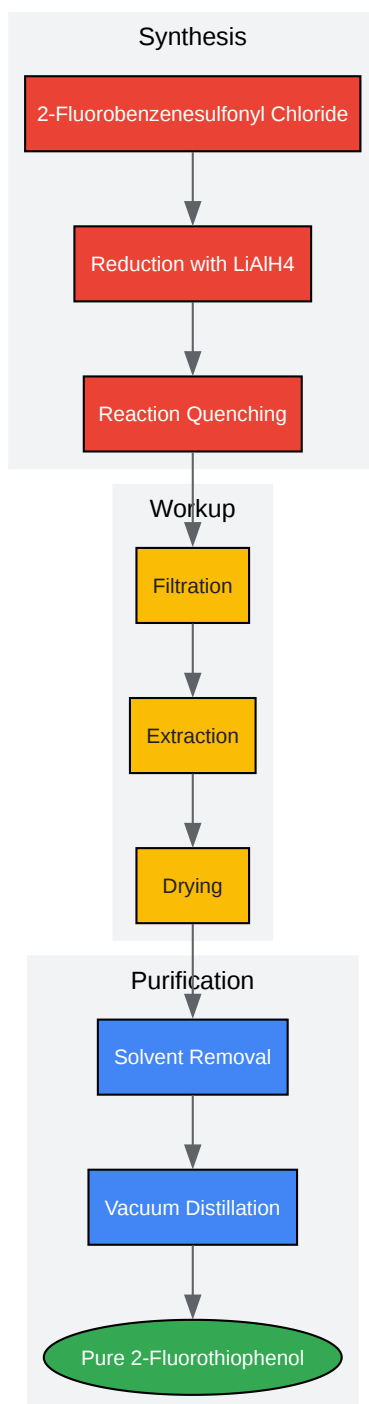 Synthesis
2-Fluorobenzenesulfonyl Chloride
Reduction with LiAlH4
Reaction Quenching
Workup
Filtration
Extraction
Drying
Purification
Solvent Removal
Vacuum Distillation
Pure 2-Fluorothiophenol